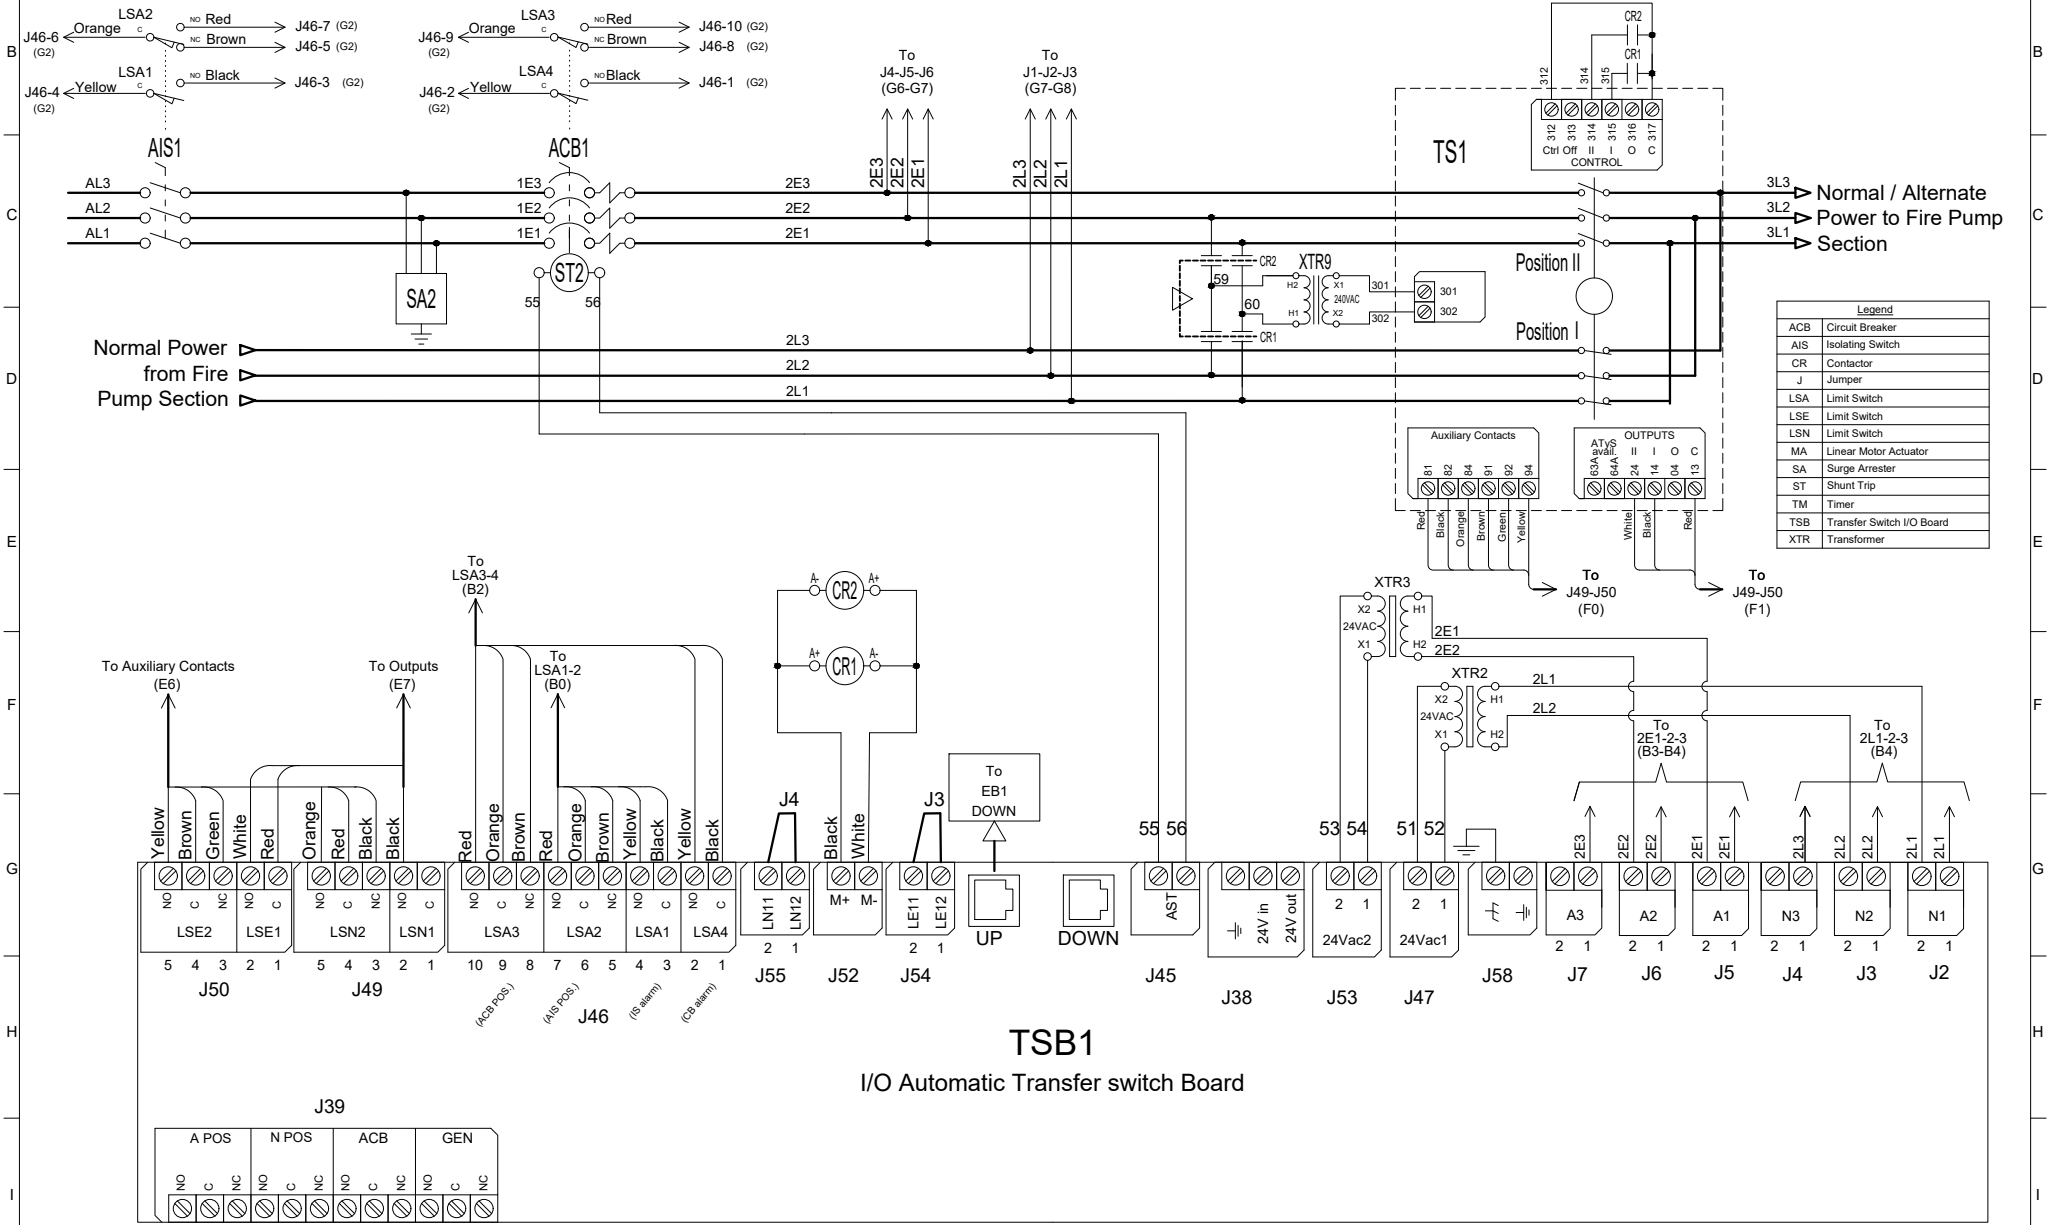 B
LSA2
Orange
C
NO
Red
J46-7 (G2)
NC
Brown
J46-5 (G2)
J46-6
(G2)
LSA1
Yellow
C
NO
Black
J46-3 (G2)
J46-4
(G2)
LSA3
Orange
C
NO
Red
J46-10 (G2)
NC
Brown
J46-8 (G2)
J46-9
(G2)
LSA4
Yellow
C
NO
Black
J46-1 (G2)
J46-2
(G2)
To
J4-J5-J6
(G6-G7)
To
J1-J2-J3
(G7-G8)
CR2
CR1
312
314
315
B
312
313
314
315
316
317
Ctrl
Off
II
I
O
C
CONTROL
TS1
AIS1
ACB1
2E3
2E2
2E1
2L3
2L2
2L1
C
AL3
1E3
2E3
3L3
Normal / Alternate
AL2
1E2
2E2
3L2
Power to Fire Pump
AL1
1E1
2E1
3L1
Section
C
ST2
55
56
SA2
59
60
CR2
CR1
XTR9
H2
X1
240VAC
H1
X2
301
302
301
302
Position II
Position I
Normal Power
from Fire
Pump Section
2L3
2L2
2L1
D
D
Legend
ACB Circuit Breaker
AIS Isolating Switch
CR Contactor
J Jumper
LSA Limit Switch
LSE Limit Switch
LSN Limit Switch
MA Linear Motor Actuator
SA Surge Arrester
ST Shunt Trip
TM Timer
TSB Transfer Switch I/O Board
XTR Transformer
Auxiliary Contacts
81
82
84
91
92
94
Red
Black
Orange
Brown
Green
Yellow
OUTPUTS
ATyS
avail.
II
I
O
C
63A
64A
24
14
04
13
White
Black
Red
To
J49-J50
(F0)
To
J49-J50
(F1)
E
E
To
LSA3-4
(B2)
A-
CR2
A+
A+
CR1
A-
XTR3
X2
H1
24VAC
X1
H2
2E1
2E2
XTR2
X2
H1
24VAC
X1
H2
2L1
2L2
To Auxiliary Contacts
(E6)
To Outputs
(E7)
To
LSA1-2
(B0)
F
F
To
2E1-2-3
(B3-B4)
To
2L1-2-3
(B4)
To
EB1
DOWN
J4
J3
G
G
Yellow
Brown
Green
White
Red
Orange
Red
Black
Black
Red
Orange
Brown
Red
Orange
Brown
Yellow
Black
Yellow
Black
Black
White
55
56
53
54
51
52
2E3
2E2
2E2
2E1
2E1
2L3
2L2
2L2
2L1
2L1
NO
C
NC
NO
C
NO
C
NC
NO
C
NO
C
NC
NO
C
NC
NO
C
NO
C
LSE2
LSE1
LSN2
LSN1
LSA3
LSA2
LSA1
LSA4
LN11
LN12
M+
M-
LE11
LE12
UP
DOWN
AST
24V in
24V out
2 1
24Vac2
2 1
24Vac1
A3
A2
A1
N3
N2
N1
5 4 3 2 1
5 4 3 2 1
10 9 8 7 6 5 4 3 2 1
2 1
2 1
2 1
2 1
2 1
2 1
2 1
2 1
J50
J49
(ACB POS.)
(AIS POS.)
J46
(IS alarm)
(CB alarm)
J55
J52
J54
J45
J38
J53
J47
J58
J7
J6
J5
J4
J3
J2
H
H
TSB1
I/O Automatic Transfer switch Board
J39
A POS
N POS
ACB
GEN
NO
C
NC
NO
C
NC
NO
C
NC
NO
C
NC
I
I